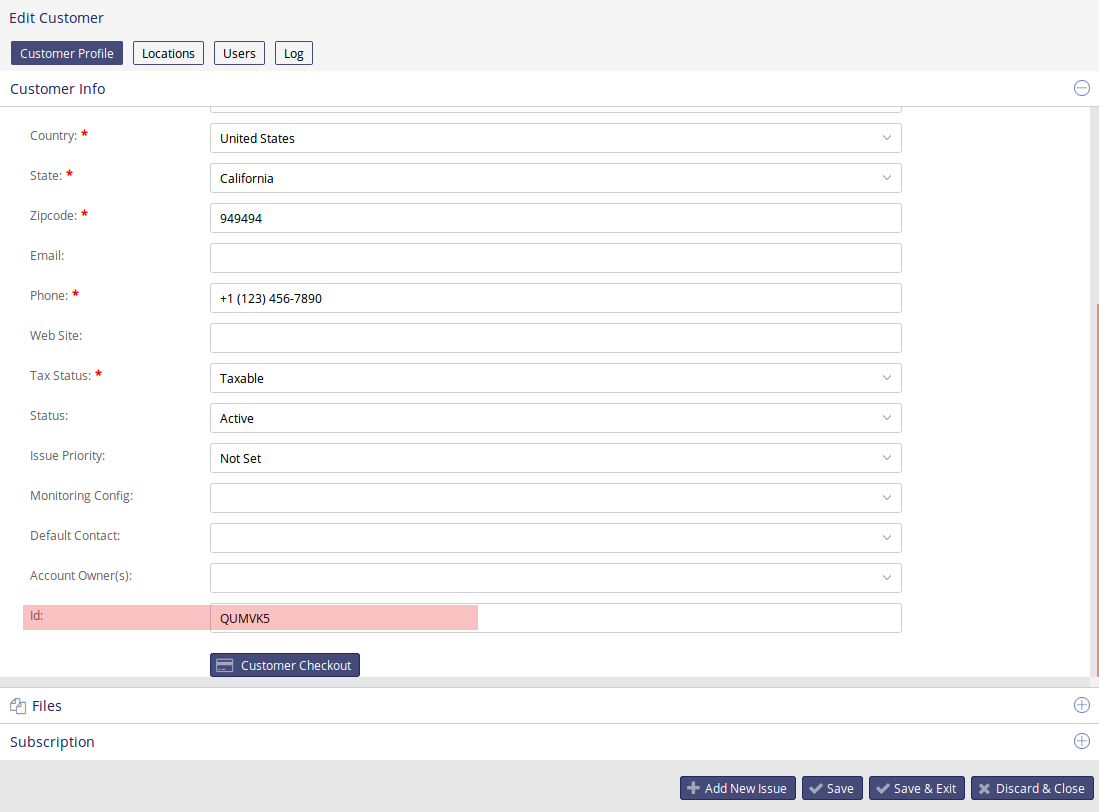 Edit Customer
Customer Profile Locations Users Log
Customer Info
Country: * United States
State: * California
Zipcode: * 949494
Email:
Phone: * +1 (123) 456-7890
Web Site:
Tax Status: * Taxable
Status: Active
Issue Priority: Not Set
Monitoring Config:
Default Contact:
Account Owner(s):
Id: QUMVK5
Customer Checkout
Files
Subscription
Add New Issue Save Save & Exit Discard & Close